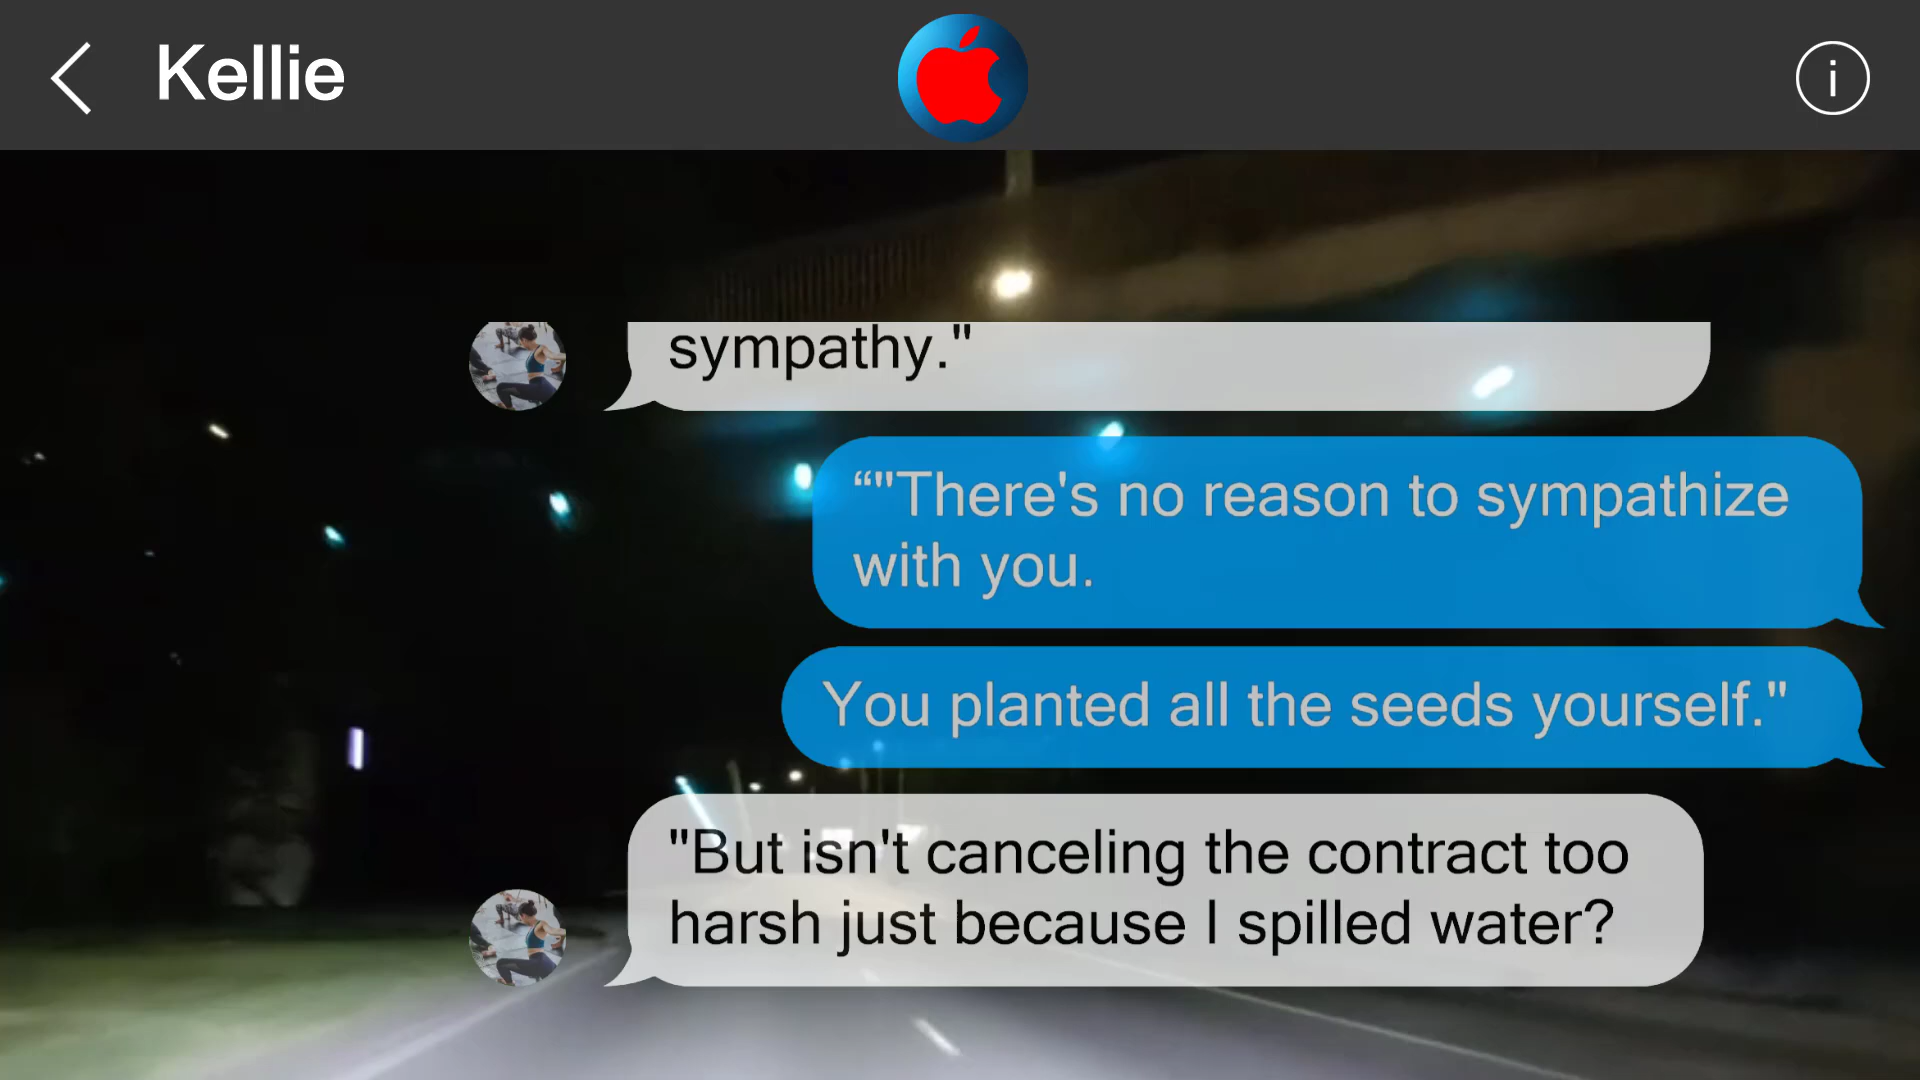 Kellie
i
sympathy."
“"There's no reason to sympathize
with you.
You planted all the seeds yourself."
"But isn't canceling the contract too
harsh just because I spilled water?